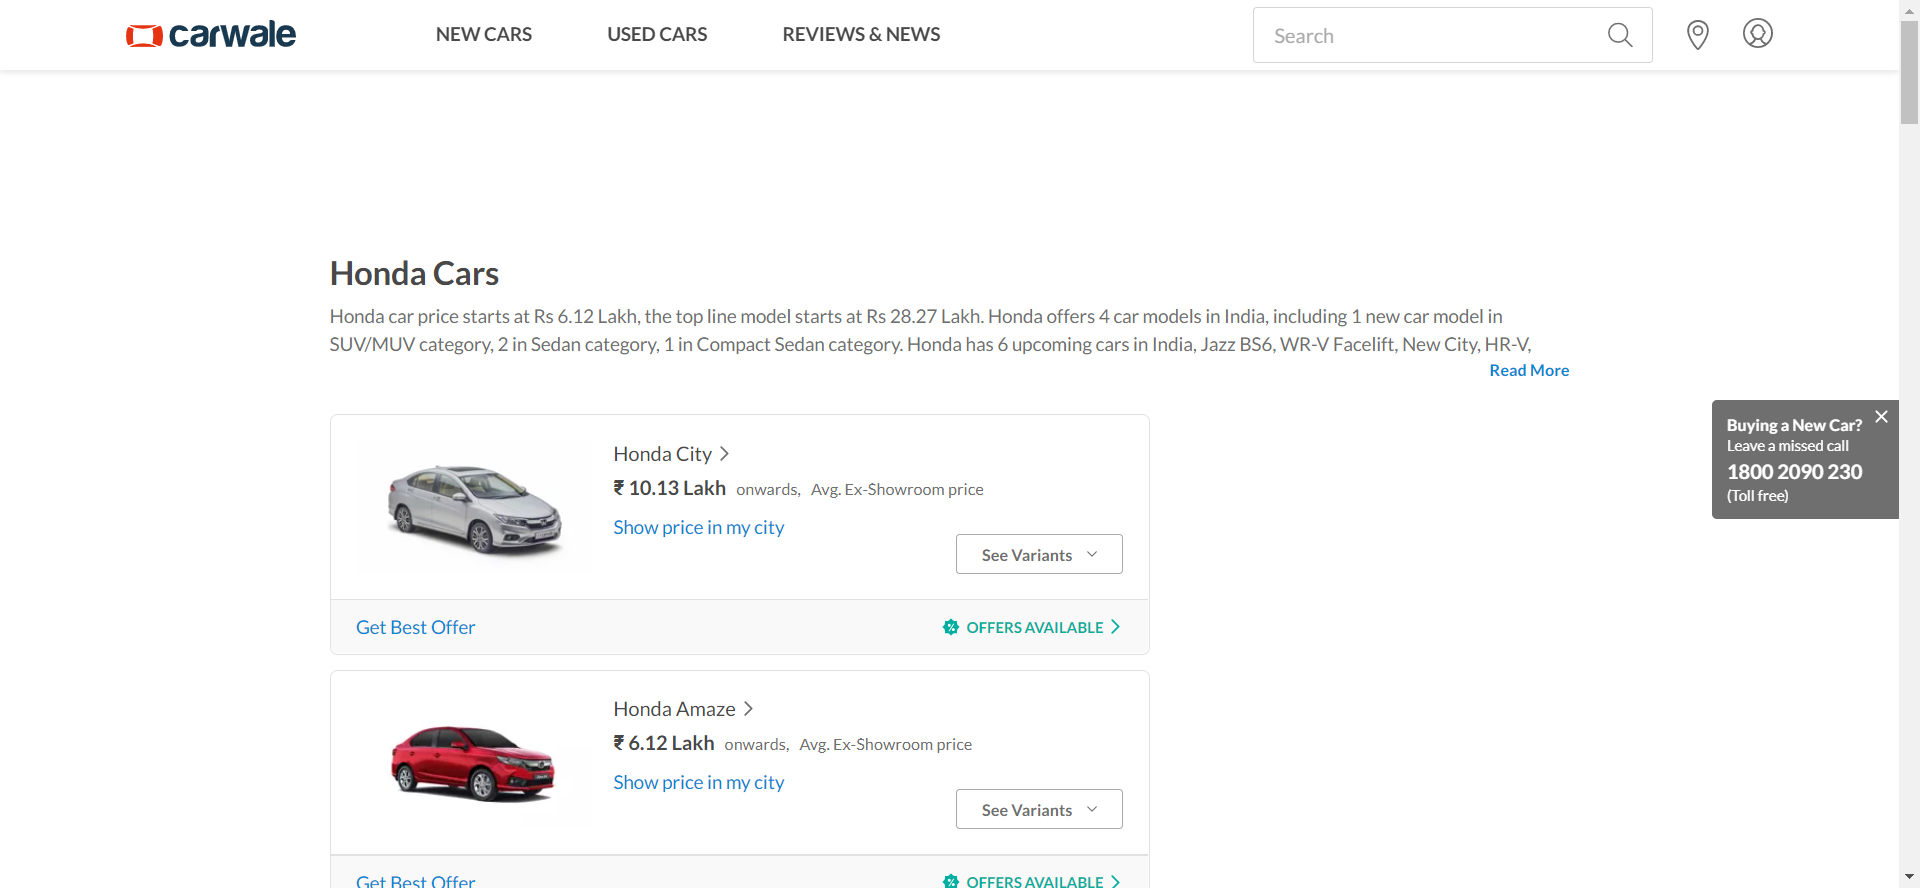 carwale
NEW CARS
USED CARS
REVIEWS & NEWS
Search
Honda Cars
Honda car price starts at Rs 6.12 Lakh, the top line model starts at Rs 28.27 Lakh. Honda offers 4 car models in India, including 1 new car model in
SUV/MUV category, 2 in Sedan category, 1 in Compact Sedan category. Honda has 6 upcoming cars in India, Jazz BS6, WR-V Facelift, New City, HR-V,
Read More
Buying a New Car?
Leave a missed call
1800 2090 230
(Toll free)
Honda City
₹ 10.13 Lakh onwards, Avg. Ex-Showroom price
Show price in my city
See Variants
Get Best Offer
OFFERS AVAILABLE
Honda Amaze
₹ 6.12 Lakh onwards, Avg. Ex-Showroom price
Show price in my city
See Variants
Get Best Offer
OFFERS AVAILABLE